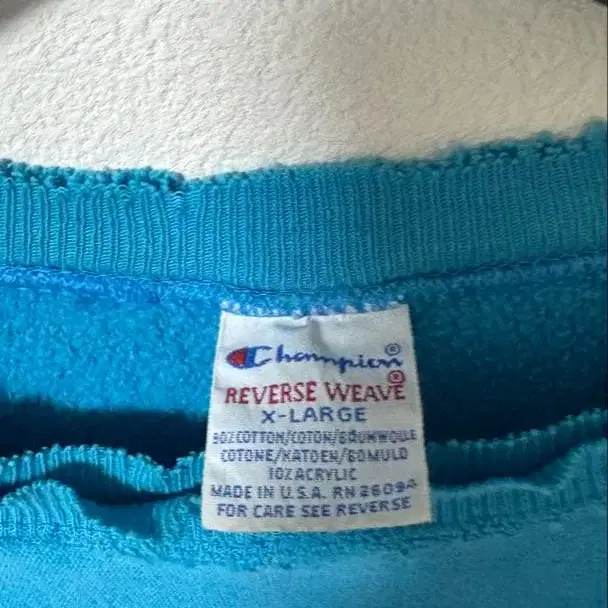 Champion®
REVERSE WEAVE®
X-LARGE
90%COTTON/COTON/BOUMWOLLE
COTONE/KATOEN/BOMULD
10%ACRYLIC
MADE IN U.S.A. RN 26094
FOR CARE SEE REVERSE